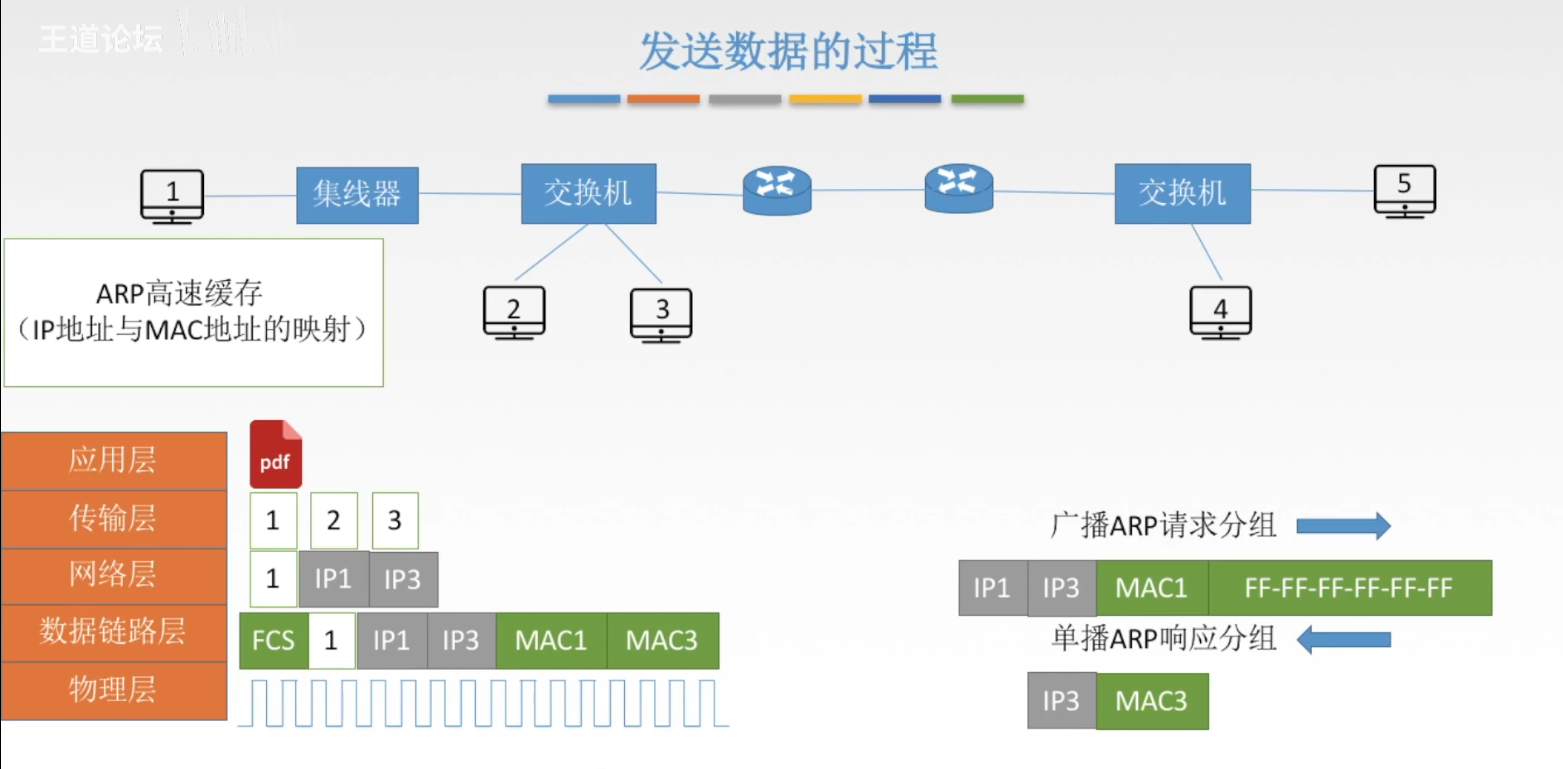 王道论坛
发送数据的过程
1
集线器
交换机
交换机
5
2
3
4
ARP高速缓存
（IP地址与MAC地址的映射）
应用层
pdf
传输层
1 2 3
网络层
1 IP1 IP3
数据链路层
FCS 1 IP1 IP3 MAC1 MAC3
物理层
广播ARP请求分组
IP1 IP3 MAC1 FF-FF-FF-FF-FF-FF
单播ARP响应分组
IP3 MAC3